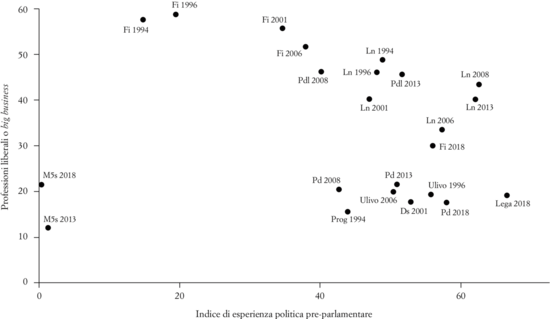 60
Fi 1996
Fi 1994
Fi 2001
Fi 2006
Ln 1994
50
Pdl 2008
Ln 1996
Pdl 2013
Ln 2008
40
Ln 2001
Ln 2013
Ln 2006
30
Fi 2018
M5s 2018
Pd 2008
Pd 2013
20
Ulivo 2006
Ulivo 1996
Lega 2018
Prog 1994
Ds 2001
Pd 2018
M5s 2013
10
0
0
20
40
60
Professioni liberali o big business
Indice di esperienza politica pre-parlamentare